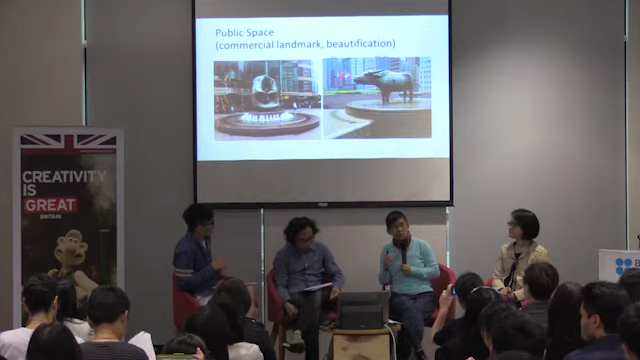 Public Space
(commercial landmark, beautification)
CREATIVITY
IS
GREAT
BRITAIN